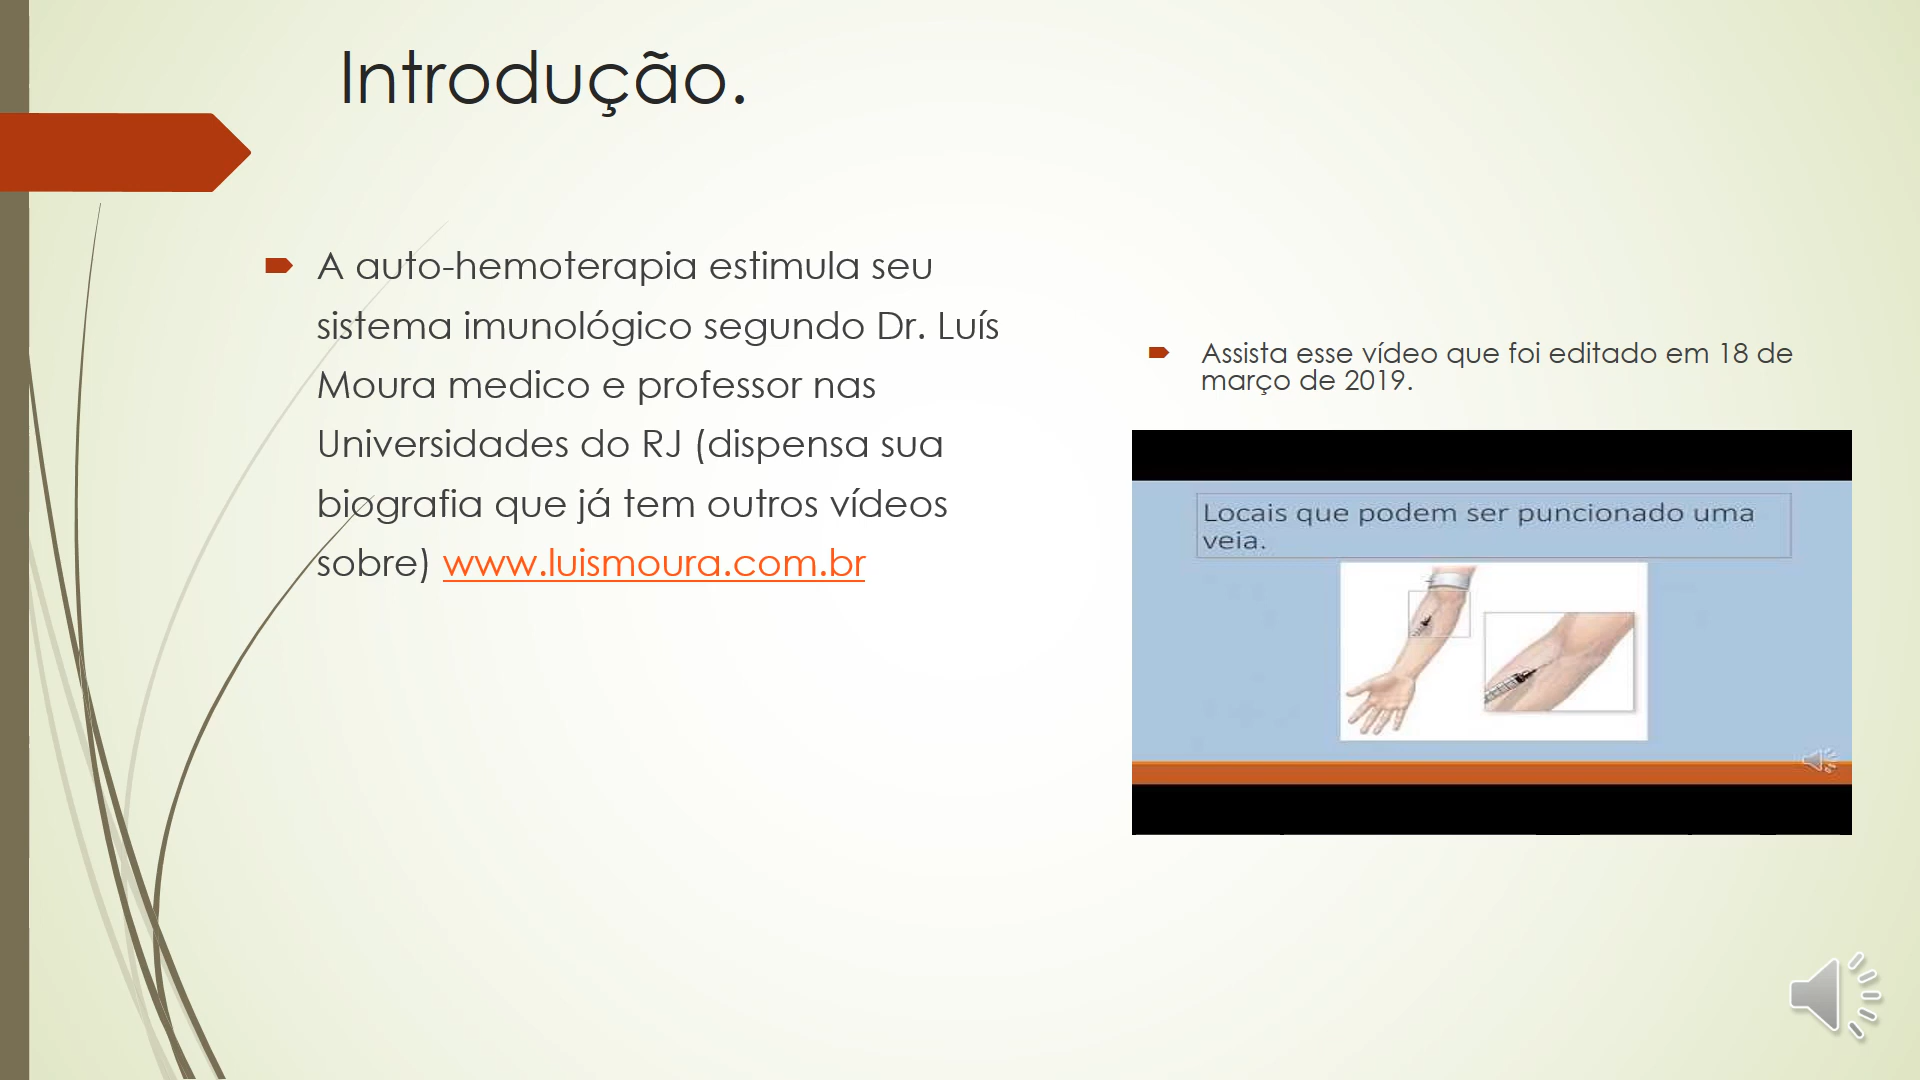 Introdução.
A auto-hemoterapia estimula seu
sistema imunológico segundo Dr. Luís
Moura medico e professor nas
Universidades do RJ (dispensa sua
biografia que já tem outros vídeos
sobre) www.luismoura.com.br
Assista esse vídeo que foi editado em 18 de
março de 2019.
Locais que podem ser puncionado uma
veia.